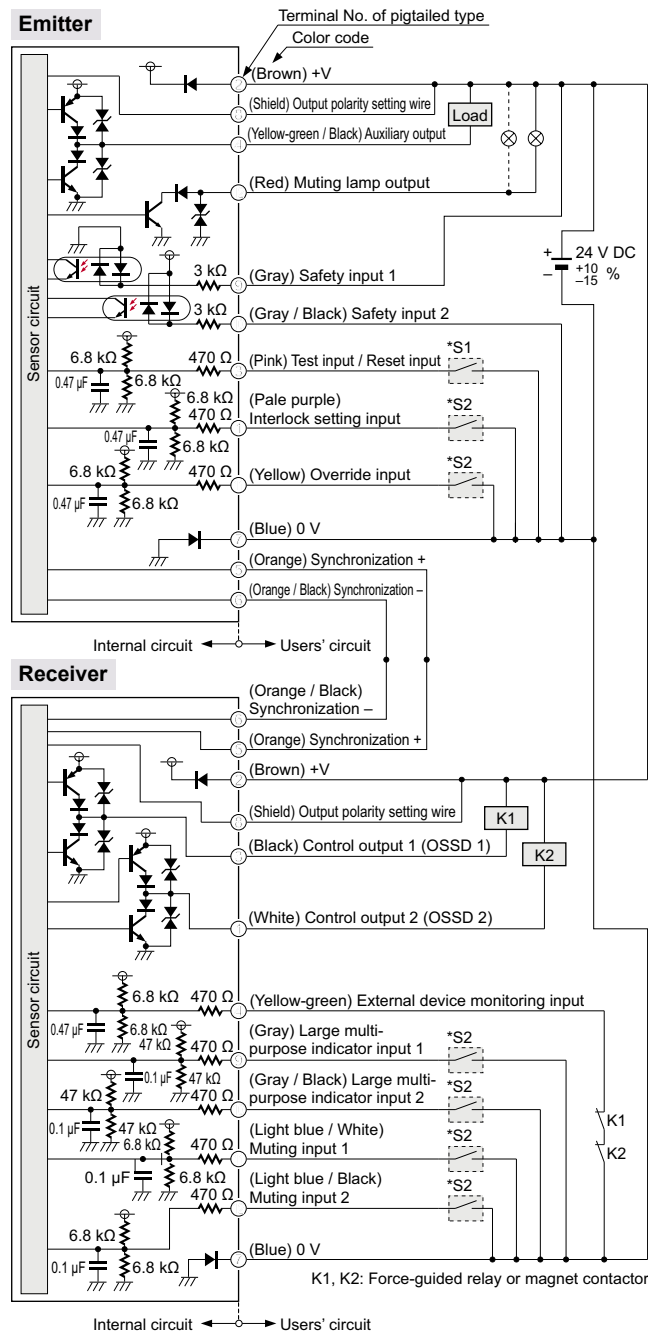 Emitter
Terminal No. of pigtailed type
Color code
(Brown) +V
(Shield) Output polarity setting wire
Load
(Yellow-green / Black) Auxiliary output
(Red) Muting lamp output
+
–
24 V DC
+10
–15 %
3 kΩ
(Gray) Safety input 1
3 kΩ
(Gray / Black) Safety input 2
Sensor circuit
6.8 kΩ
470 Ω
(Pink) Test input / Reset input
*S1
0.47 µF
6.8 kΩ
6.8 kΩ
(Pale purple)
470 Ω
Interlock setting input
*S2
0.47 µF
6.8 kΩ
6.8 kΩ
470 Ω
(Yellow) Override input
*S2
0.47 µF
6.8 kΩ
(Blue) 0 V
(Orange) Synchronization +
(Orange / Black) Synchronization –
Internal circuit
Users' circuit
Receiver
(Orange / Black)
Synchronization –
(Orange) Synchronization +
(Brown) +V
(Shield) Output polarity setting wire
K1
(Black) Control output 1 (OSSD 1)
K2
(White) Control output 2 (OSSD 2)
Sensor circuit
6.8 kΩ
470 Ω
(Yellow-green) External device monitoring input
0.47 µF
6.8 kΩ
47 kΩ
470 Ω
(Gray) Large multi-
purpose indicator input 1
*S2
0.1 µF
47 kΩ
47 kΩ
470 Ω
(Gray / Black) Large multi-
purpose indicator input 2
*S2
0.1 µF
47 kΩ
6.8 kΩ
470 Ω
(Light blue / White)
Muting input 1
*S2
K1
K2
0.1 µF
6.8 kΩ
470 Ω
(Light blue / Black)
Muting input 2
*S2
6.8 kΩ
0.1 µF
6.8 kΩ
(Blue) 0 V
K1, K2: Force-guided relay or magnet contactor
Internal circuit
Users' circuit